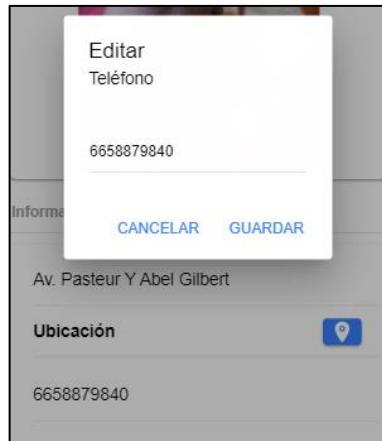 Editar
Teléfono
6658879840
Informa
CANCELAR GUARDAR
Av. Pasteur Y Abel Gilbert
Ubicación
6658879840